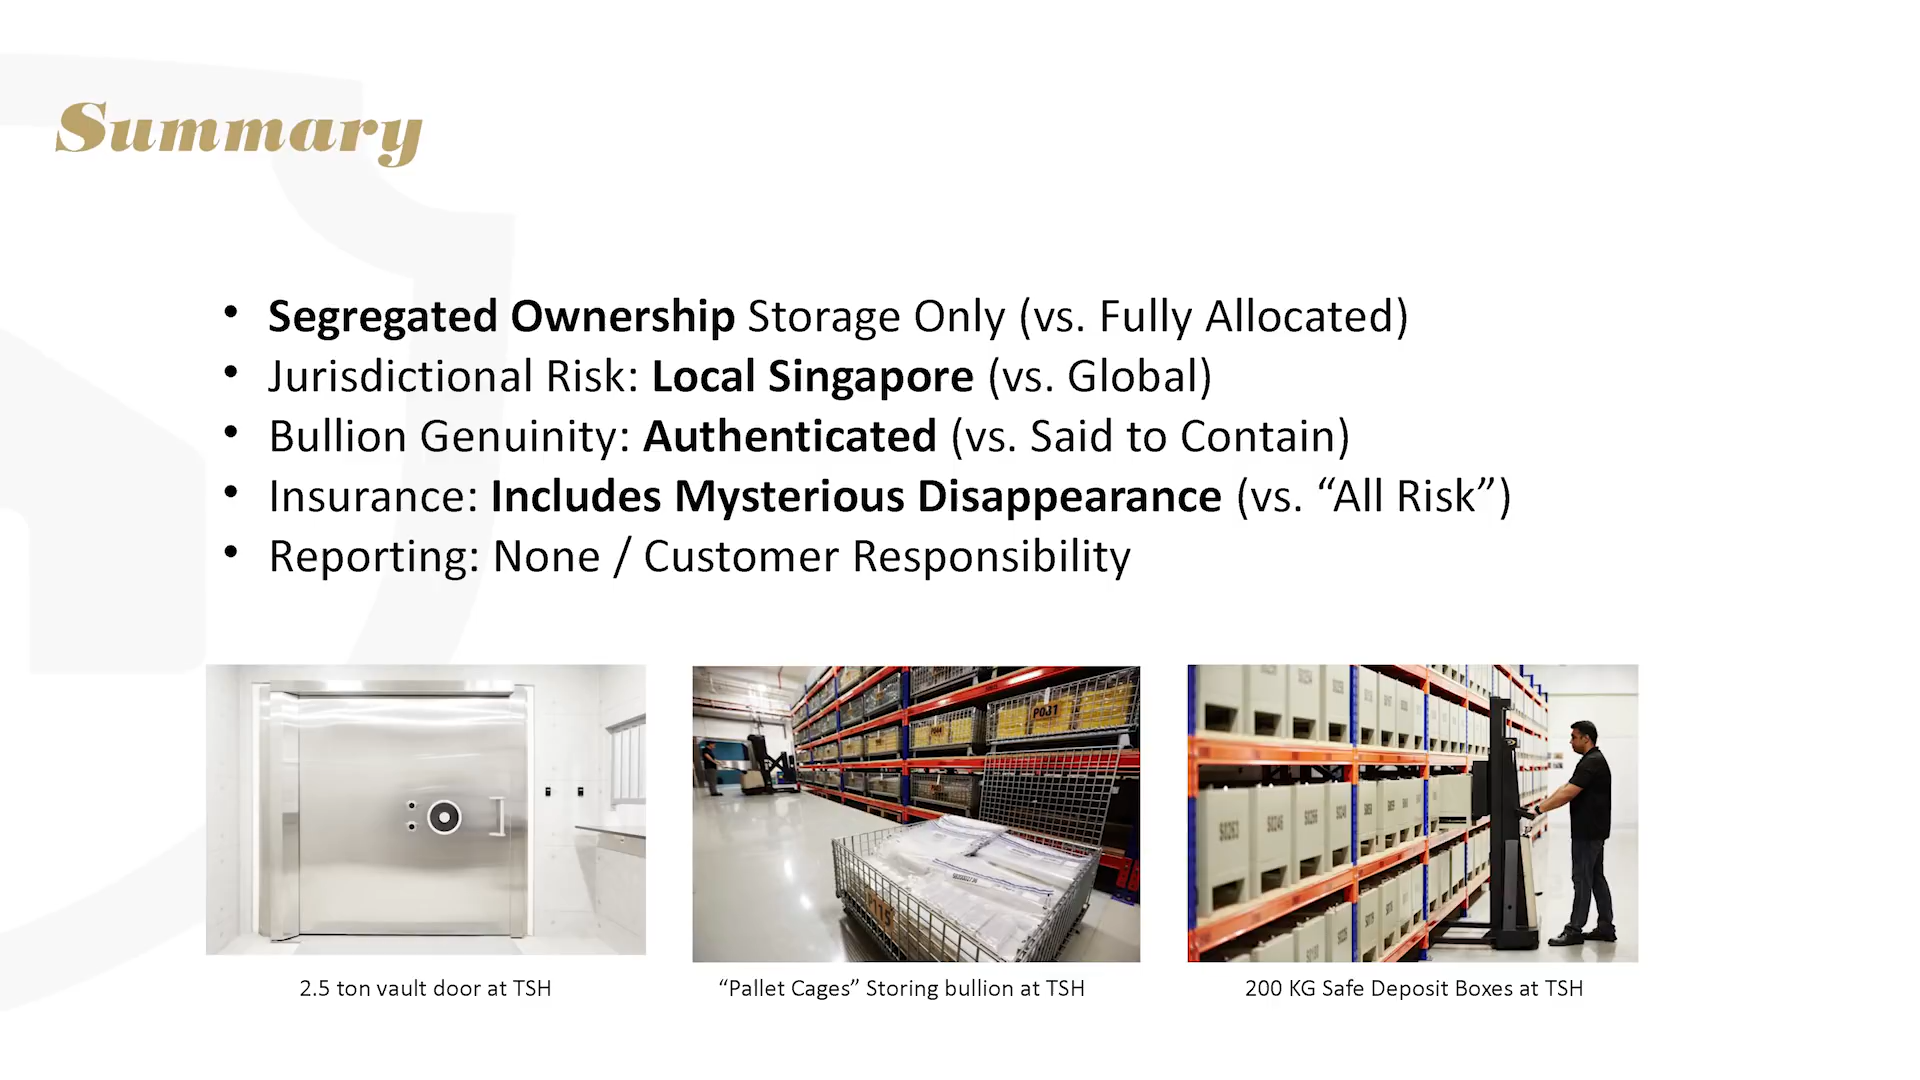 Summary
• Segregated Ownership Storage Only (vs. Fully Allocated)
• Jurisdictional Risk: Local Singapore (vs. Global)
• Bullion Genuinity: Authenticated (vs. Said to Contain)
• Insurance: Includes Mysterious Disappearance (vs. “All Risk”)
• Reporting: None / Customer Responsibility
P031
S0263
2.5 ton vault door at TSH
“Pallet Cages” Storing bullion at TSH
200 KG Safe Deposit Boxes at TSH